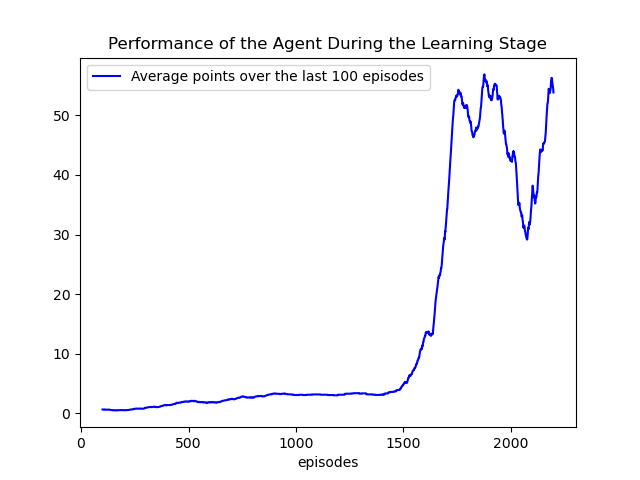 Performance of the Agent During the Learning Stage
Average points over the last 100 episodes
50
40
30
20
10
0
0 500 1000 1500 2000
episodes